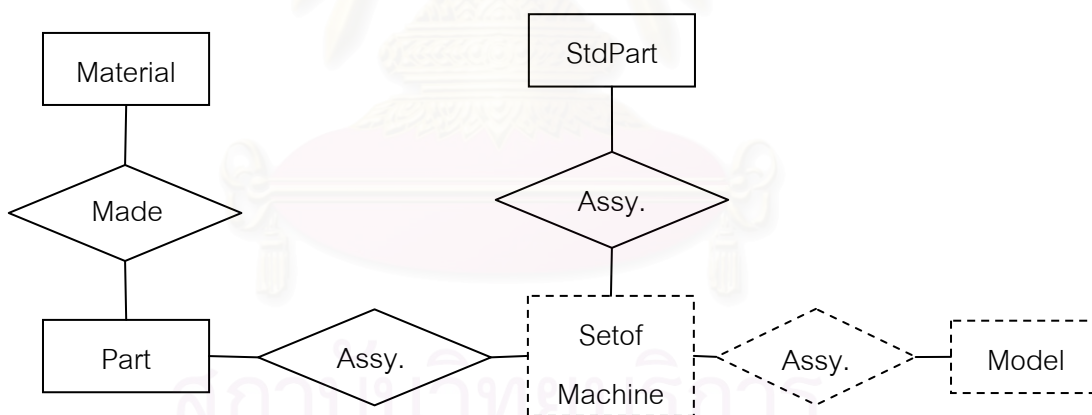 StdPart
Material
Assy.
Made
Setof
Machine
Part
Assy.
Assy.
Model